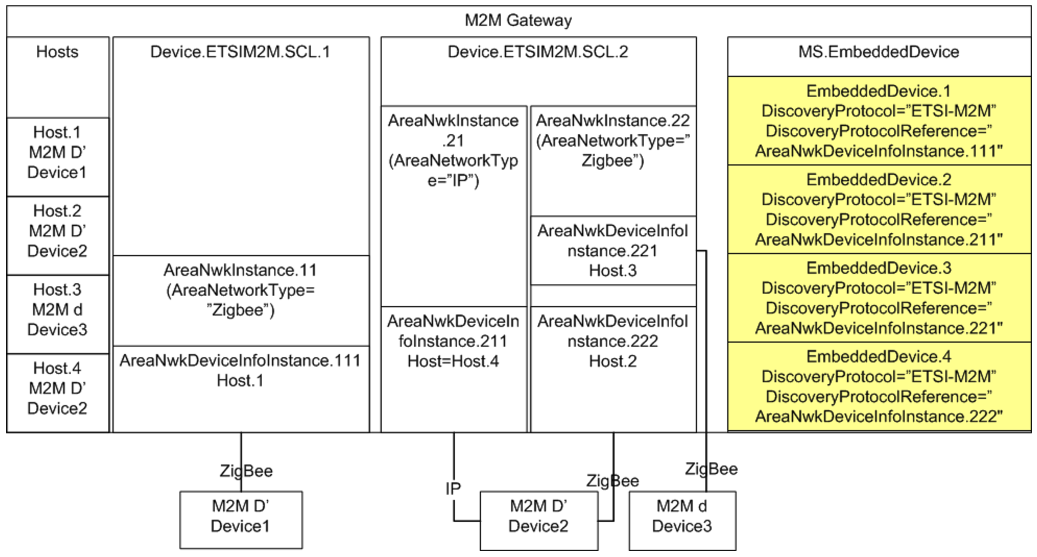 M2M Gateway
Hosts
Host.1
M2M D’
Device1
Host.2
M2M D’
Device2
Host.3
M2M d
Device3
Host.4
M2M D’
Device2
Device.ETSIM2M.SCL.1
AreaNwkInstance.11
(AreaNetworkType=
”Zigbee”)
AreaNwkDeviceInfoInstance.111
Host.1
Device.ETSIM2M.SCL.2
AreaNwkInstance
.21
(AreaNetworkTyp
e=”IP”)
AreaNwkDeviceIn
foInstance.211
Host=Host.4
AreaNwkInstance.22
(AreaNetworkType=”
Zigbee”)
AreaNwkDeviceInfoI
nstance.221
Host.3
AreaNwkDeviceInfoI
nstance.222
Host.2
MS.EmbeddedDevice
EmbeddedDevice.1
DiscoveryProtocol=”ETSI-M2M”
DiscoveryProtocolReference=”
AreaNwkDeviceInfoInstance.111"
EmbeddedDevice.2
DiscoveryProtocol=”ETSI-M2M”
DiscoveryProtocolReference=”
AreaNwkDeviceInfoInstance.211"
EmbeddedDevice.3
DiscoveryProtocol=”ETSI-M2M”
DiscoveryProtocolReference=”
AreaNwkDeviceInfoInstance.221"
EmbeddedDevice.4
DiscoveryProtocol=”ETSI-M2M”
DiscoveryProtocolReference=”
AreaNwkDeviceInfoInstance.222"
ZigBee
IP
ZigBee
ZigBee
M2M D’
Device1
M2M D’
Device2
M2M d
Device3